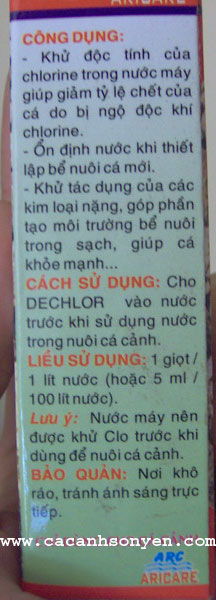 ARICARE
CÔNG DỤNG:
- Khử độc tính của
chlorine trong nước máy
giúp giảm tỷ lệ chết của
cá do bị ngộ độc khí
chlorine.
- Ổn định nước khi thiết
lập bể nuôi cá mới.
- Khử tác dụng của các
kim loại nặng, góp phần
tạo môi trường bể nuôi
trong sạch, giúp cá
khỏe mạnh...
CÁCH SỬ DỤNG: Cho
DECHLOR vào nước
trước khi sử dụng nước
trong nuôi cá cảnh.
LIỀU SỬ DỤNG: 1 giọt /
1 lít nước (hoặc 5 ml /
100 lít nước).
Lưu ý: Nước máy nên
được khử Clo trước khi
dùng để nuôi cá cảnh.
BẢO QUẢN: Nơi khô
ráo, tránh ánh sáng trực
tiếp.
www.cacanhsonyen.com
ARC
ARICARE